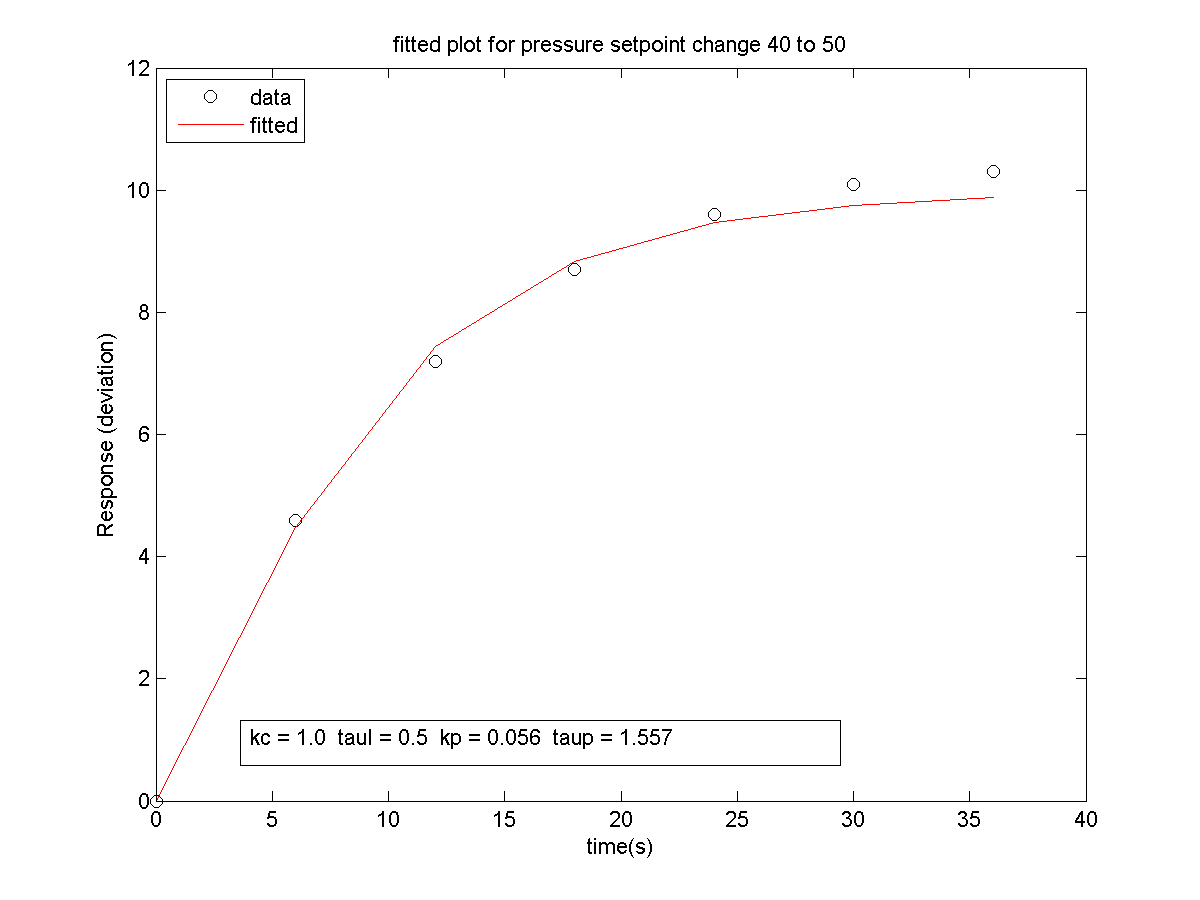 fitted plot for pressure setpoint change 40 to 50
12
10
8
6
4
2
0
Response (deviation)
data
fitted
kc = 1.0  tauI = 0.5  kp = 0.056  taup = 1.557
0 5 10 15 20 25 30 35 40
time(s)